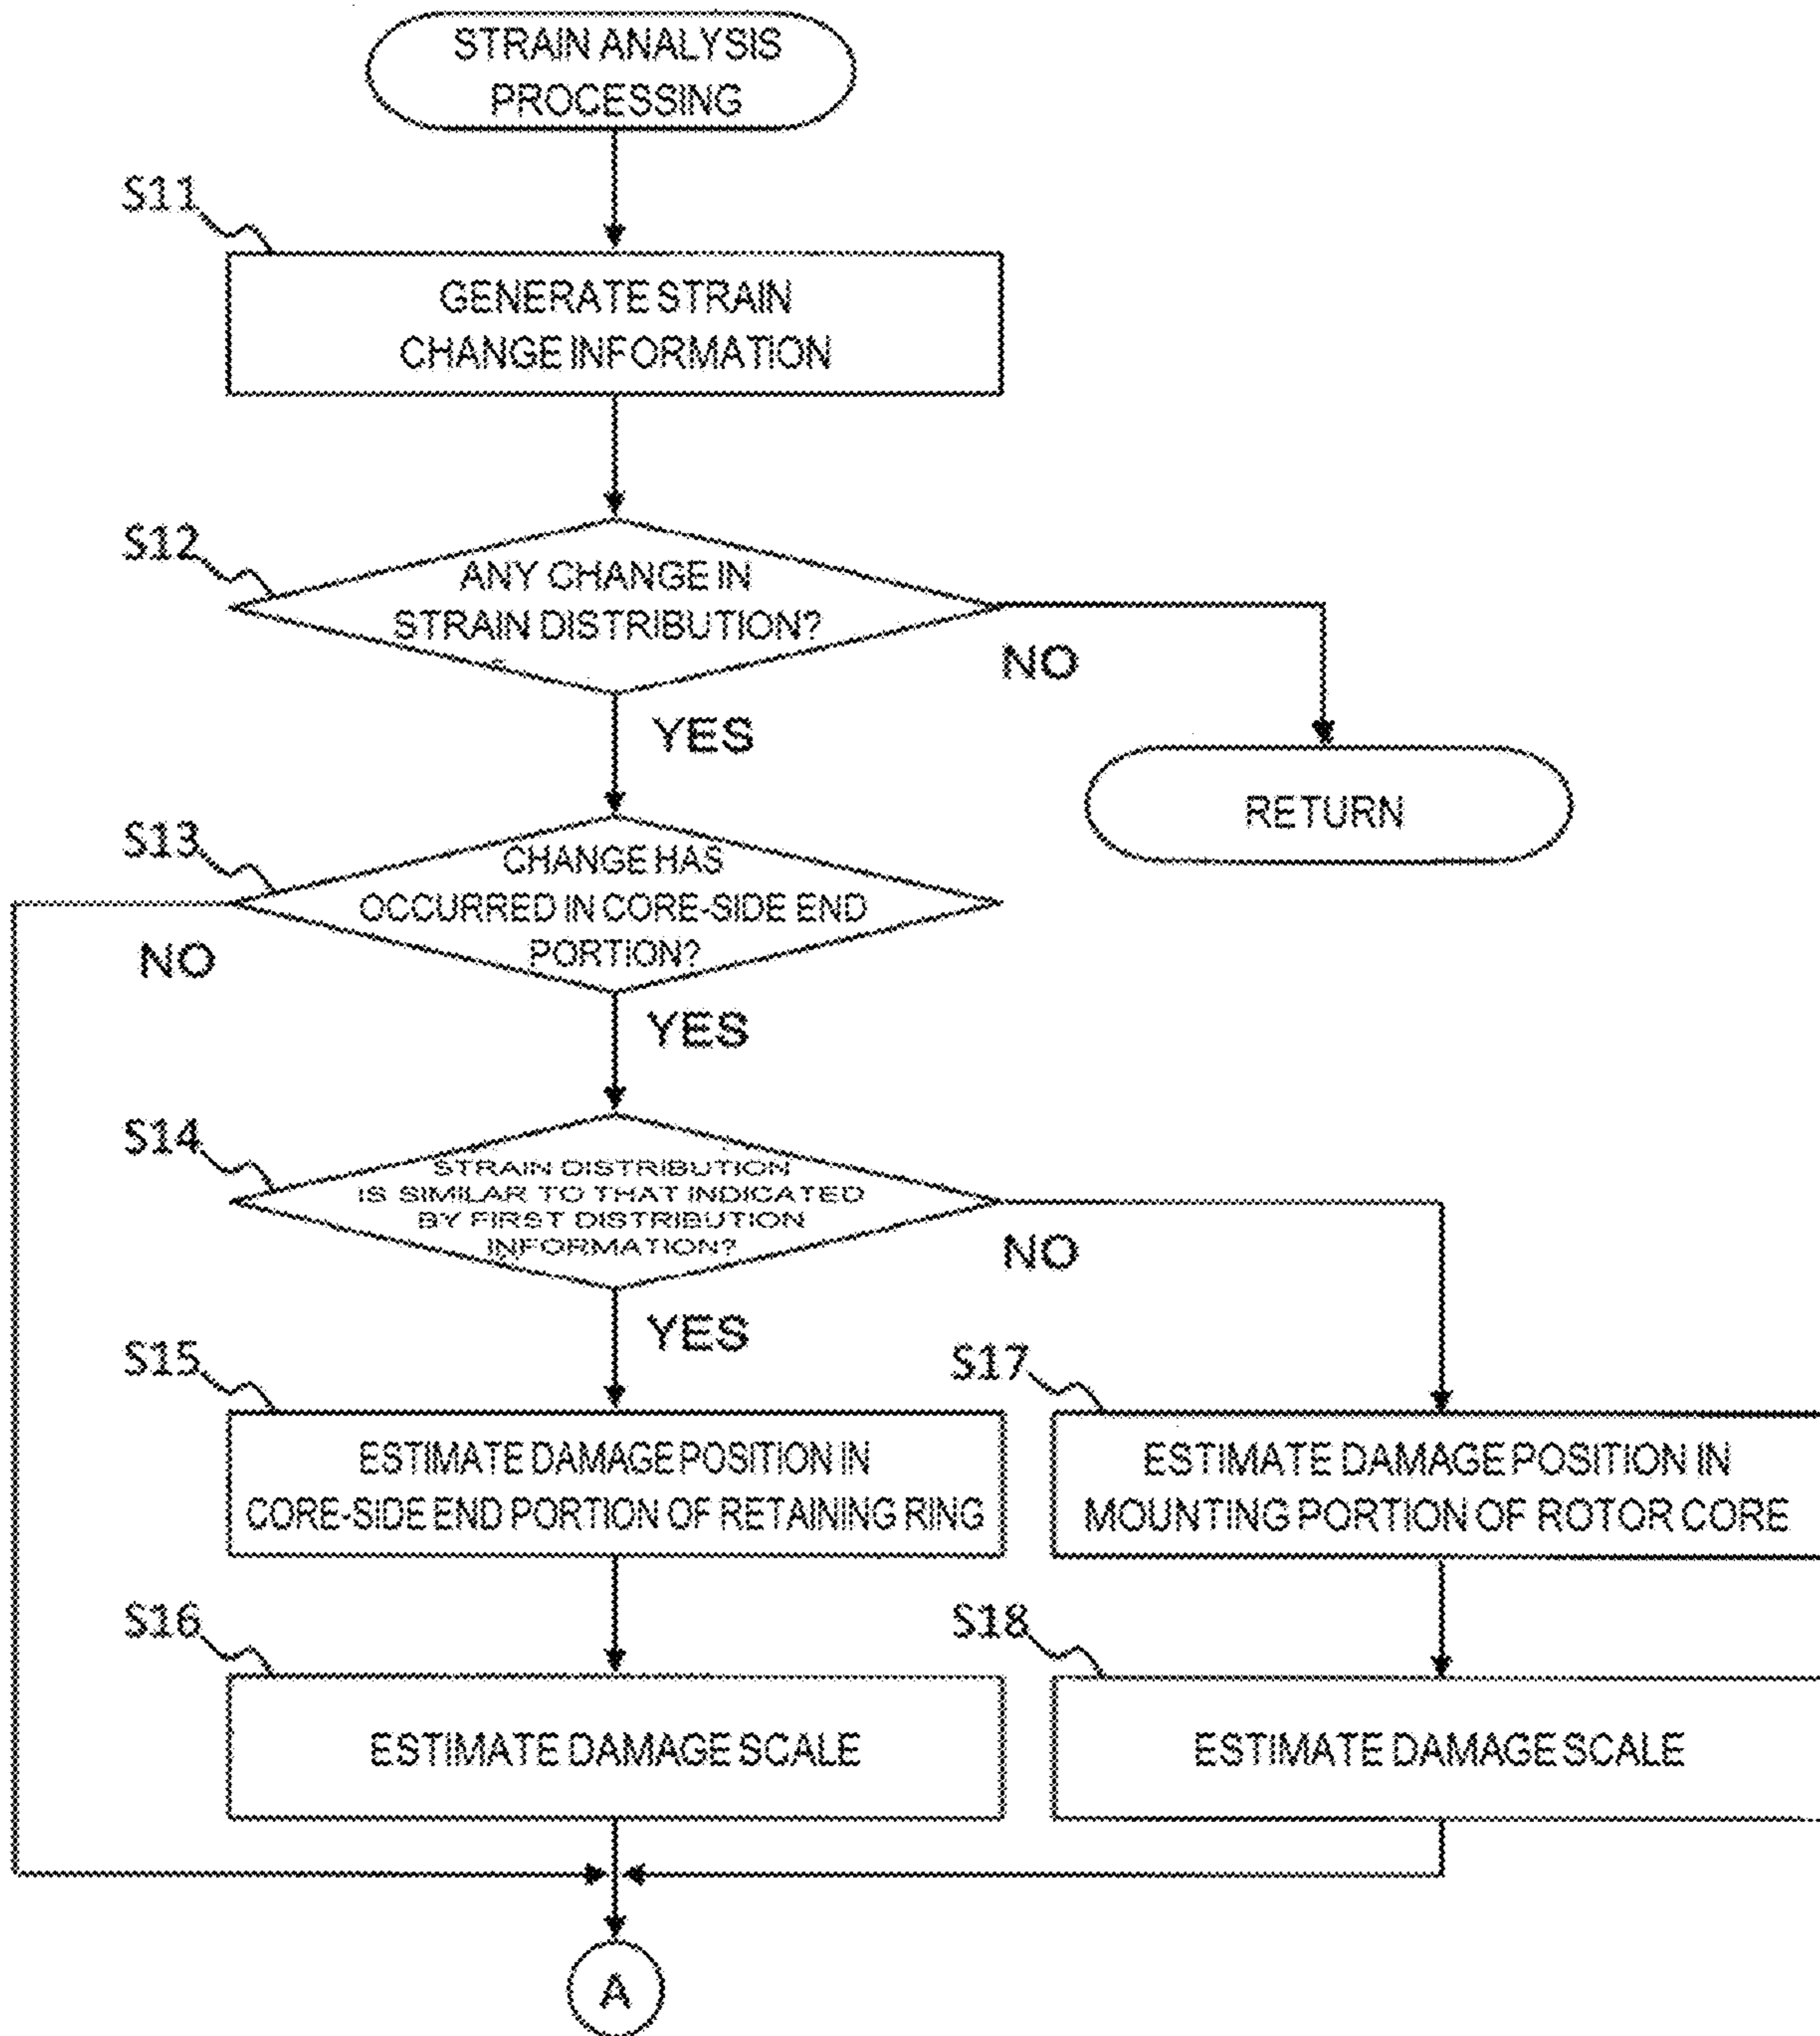 STRAIN ANALYSIS
PROCESSING
S11
GENERATE STRAIN
CHANGE INFORMATION
S12
ANY CHANGE IN
STRAIN DISTRIBUTION?
NO
YES
RETURN
S13
CHANGE HAS
OCCURRED IN CORE-SIDE END
PORTION?
NO
YES
S14
STRAIN DISTRIBUTION
IS SIMILAR TO THAT INDICATED
BY FIRST DISTRIBUTION
INFORMATION?
NO
YES
S15
ESTIMATE DAMAGE POSITION IN
CORE-SIDE END PORTION OF RETAINING RING
S17
ESTIMATE DAMAGE POSITION IN
MOUNTING PORTION OF ROTOR CORE
S16
ESTIMATE DAMAGE SCALE
S18
ESTIMATE DAMAGE SCALE
A